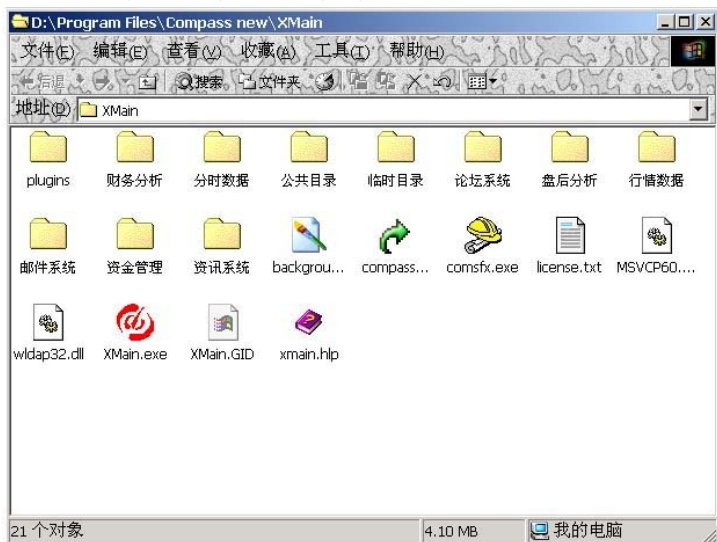 D:\Program Files\Compass new\XMain
文件(F) 编辑(E) 查看(V) 收藏(A) 工具(T) 帮助(H)
后退 搜索 文件夹
地址(D) XMain
plugins 财务分析 分时数据 公共目录 临时目录 论坛系统 盘后分析 行情数据
邮件系统 资金管理 资讯系统 backgrou... compass... comsfx.exe license.txt MSVCP60....
wldap32.dll XMain.exe XMain.GID xmain.hlp
21 个对象 4.10 MB 我的电脑